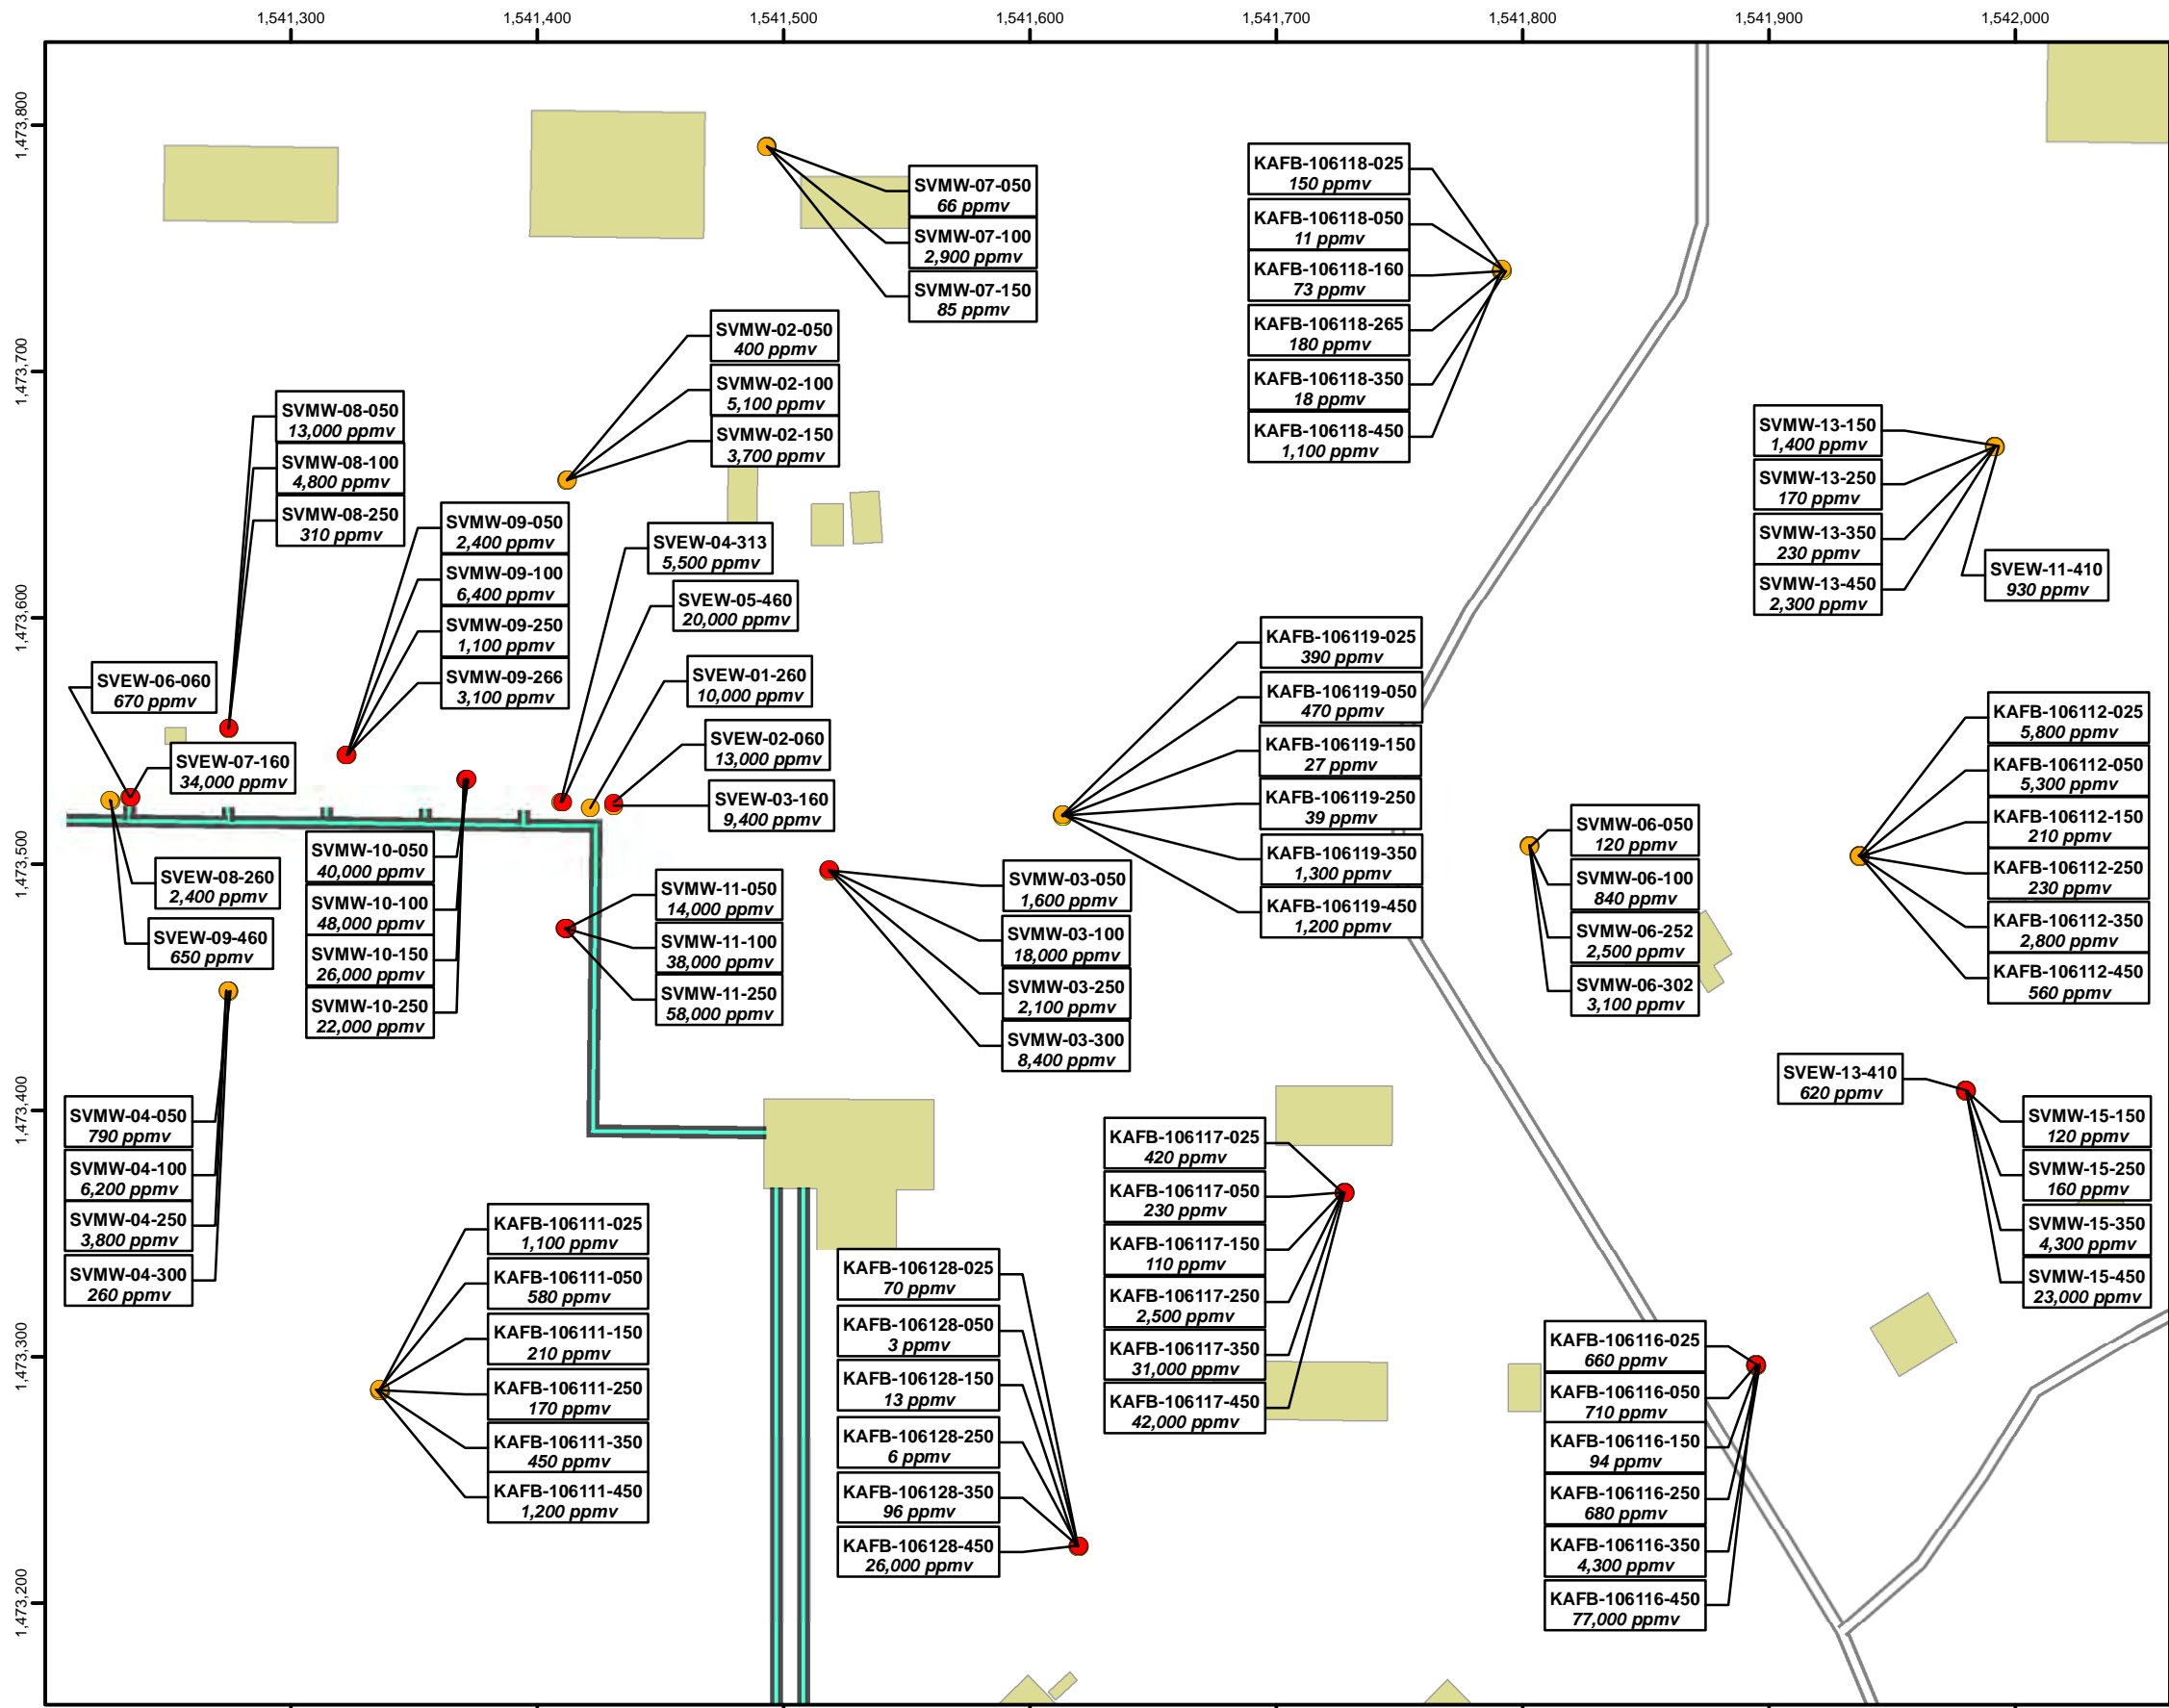 1,541,300
1,541,400
1,541,500
1,541,600
1,541,700
1,541,800
1,541,900
1,542,000
1,473,800
1,473,700
1,473,600
1,473,500
1,473,400
1,473,300
1,473,200
SVMW-07-050
66 ppmv
SVMW-07-100
2,900 ppmv
SVMW-07-150
85 ppmv
KAFB-106118-025
150 ppmv
KAFB-106118-050
11 ppmv
KAFB-106118-160
73 ppmv
KAFB-106118-265
180 ppmv
KAFB-106118-350
18 ppmv
KAFB-106118-450
1,100 ppmv
SVMW-02-050
400 ppmv
SVMW-02-100
5,100 ppmv
SVMW-02-150
3,700 ppmv
SVMW-08-050
13,000 ppmv
SVMW-08-100
4,800 ppmv
SVMW-08-250
310 ppmv
SVMW-09-050
2,400 ppmv
SVMW-09-100
6,400 ppmv
SVMW-09-250
1,100 ppmv
SVMW-09-266
3,100 ppmv
SVEW-04-313
5,500 ppmv
SVEW-05-460
20,000 ppmv
SVEW-01-260
10,000 ppmv
SVEW-02-060
13,000 ppmv
SVEW-03-160
9,400 ppmv
SVMW-13-150
1,400 ppmv
SVMW-13-250
170 ppmv
SVMW-13-350
230 ppmv
SVMW-13-450
2,300 ppmv
SVEW-11-410
930 ppmv
SVEW-06-060
670 ppmv
SVEW-07-160
34,000 ppmv
SVEW-08-260
2,400 ppmv
SVEW-09-460
650 ppmv
SVMW-10-050
40,000 ppmv
SVMW-10-100
48,000 ppmv
SVMW-10-150
26,000 ppmv
SVMW-10-250
22,000 ppmv
SVMW-11-050
14,000 ppmv
SVMW-11-100
38,000 ppmv
SVMW-11-250
58,000 ppmv
SVMW-03-050
1,600 ppmv
SVMW-03-100
18,000 ppmv
SVMW-03-250
2,100 ppmv
SVMW-03-300
8,400 ppmv
KAFB-106119-025
390 ppmv
KAFB-106119-050
470 ppmv
KAFB-106119-150
27 ppmv
KAFB-106119-250
39 ppmv
KAFB-106119-350
1,300 ppmv
KAFB-106119-450
1,200 ppmv
SVMW-06-050
120 ppmv
SVMW-06-100
840 ppmv
SVMW-06-252
2,500 ppmv
SVMW-06-302
3,100 ppmv
KAFB-106112-025
5,800 ppmv
KAFB-106112-050
5,300 ppmv
KAFB-106112-150
210 ppmv
KAFB-106112-250
230 ppmv
KAFB-106112-350
2,800 ppmv
KAFB-106112-450
560 ppmv
SVMW-04-050
790 ppmv
SVMW-04-100
6,200 ppmv
SVMW-04-250
3,800 ppmv
SVMW-04-300
260 ppmv
KAFB-106111-025
1,100 ppmv
KAFB-106111-050
580 ppmv
KAFB-106111-150
210 ppmv
KAFB-106111-250
170 ppmv
KAFB-106111-350
450 ppmv
KAFB-106111-450
1,200 ppmv
KAFB-106128-025
70 ppmv
KAFB-106128-050
3 ppmv
KAFB-106128-150
13 ppmv
KAFB-106128-250
6 ppmv
KAFB-106128-350
96 ppmv
KAFB-106128-450
26,000 ppmv
KAFB-106117-025
420 ppmv
KAFB-106117-050
230 ppmv
KAFB-106117-150
110 ppmv
KAFB-106117-250
2,500 ppmv
KAFB-106117-350
31,000 ppmv
KAFB-106117-450
42,000 ppmv
SVEW-13-410
620 ppmv
SVMW-15-150
120 ppmv
SVMW-15-250
160 ppmv
SVMW-15-350
4,300 ppmv
SVMW-15-450
23,000 ppmv
KAFB-106116-025
660 ppmv
KAFB-106116-050
710 ppmv
KAFB-106116-150
94 ppmv
KAFB-106116-250
680 ppmv
KAFB-106116-350
4,300 ppmv
KAFB-106116-450
77,000 ppmv